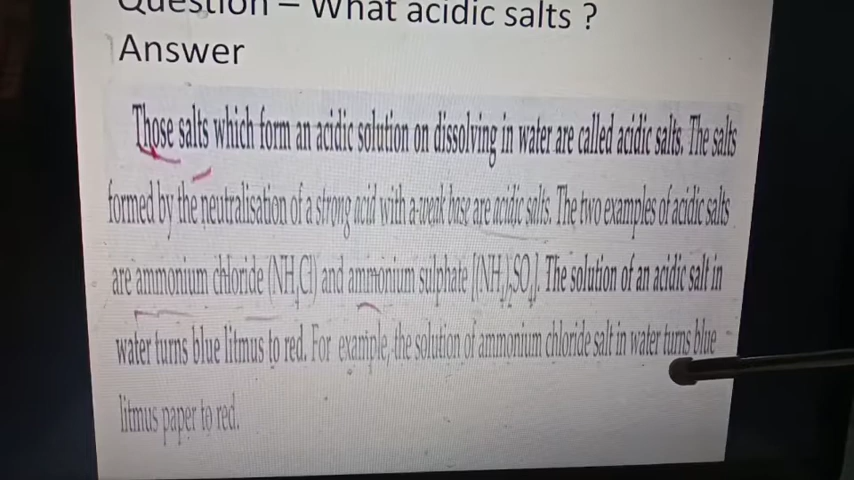 Question – What acidic salts ?
Answer
Those salts which form an acidic solution on dissolving in water are called acidic salts. The salts
formed by the neutralisation of a strong acid with a weak base are acidic salts. The two examples of acidic salts
are ammonium chloride (NH₄Cl) and ammonium sulphate [(NH₄)₂SO₄]. The solution of an acidic salt in
water turns blue litmus to red. For example, the solution of ammonium chloride salt in water turns blue
litmus paper to red.